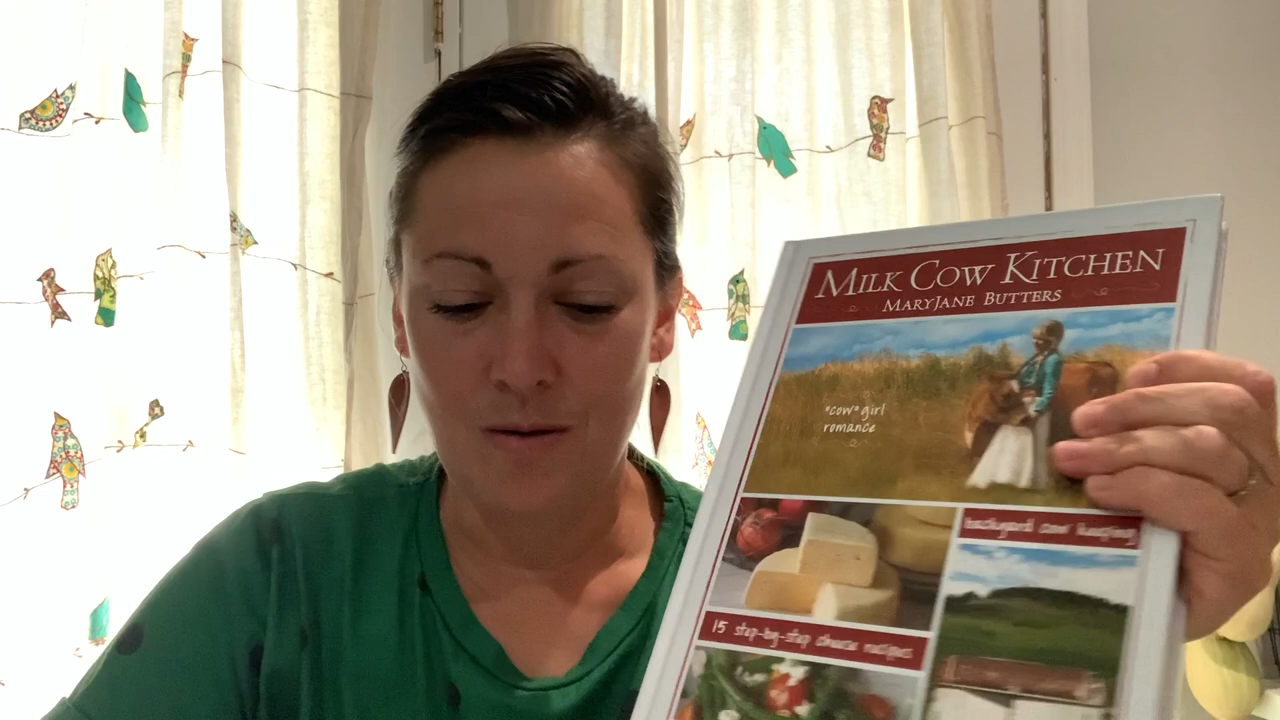 MILK COW KITCHEN
MARYJANE BUTTERS
"cow" girl
romance
backyard cow keeping
15 step-by-step cheese recipes